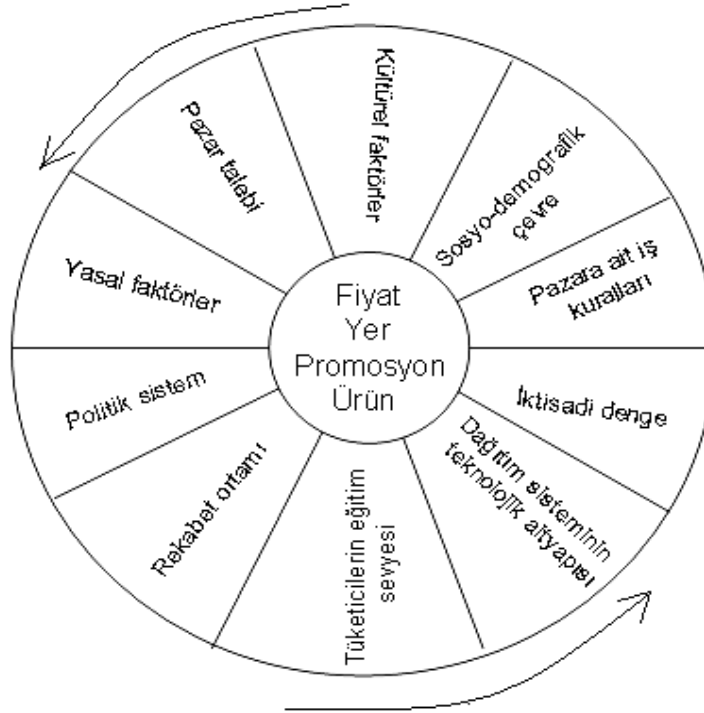 Kültürel faktörler
Sosyo-demografik
çevre
Pazara ait iş
kuralları
İktisadi denge
Dağıtım sisteminin
teknolojik altyapısı
Tüketicilerin eğitim
sevyesi
Rekabet ortamı
Politik sistem
Yasal faktörler
Pazar talebi
Fiyat
Yer
Promosyon
Ürün